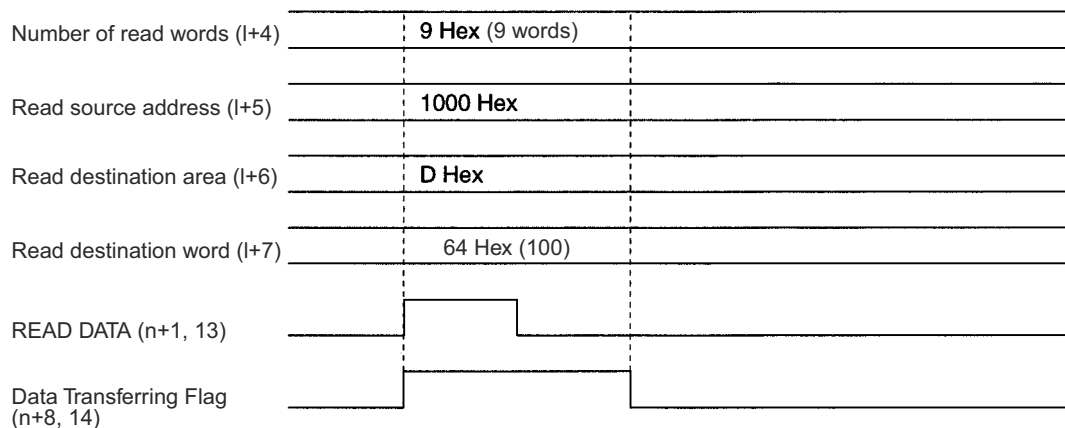 Number of read words (l+4) 9 Hex (9 words)
Read source address (l+5) 1000 Hex
Read destination area (l+6) D Hex
Read destination word (l+7) 64 Hex (100)
READ DATA (n+1, 13)
Data Transferring Flag
(n+8, 14)